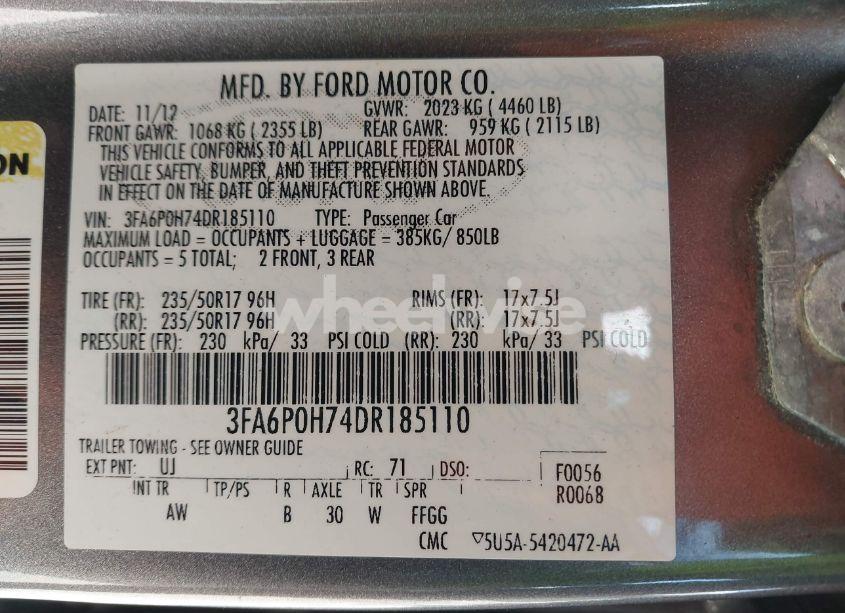 MFD. BY FORD MOTOR CO.
DATE: 11/12 GVWR: 2023 KG ( 4460 LB)
FRONT GAWR: 1068 KG ( 2355 LB) REAR GAWR: 959 KG ( 2115 LB)
THIS VEHICLE CONFORMS TO ALL APPLICABLE FEDERAL MOTOR
VEHICLE SAFETY, BUMPER, AND THEFT PREVENTION STANDARDS
IN EFFECT ON THE DATE OF MANUFACTURE SHOWN ABOVE.
VIN: 3FA6P0H74DR185110 TYPE: Passenger Car
MAXIMUM LOAD = OCCUPANTS + LUGGAGE = 385KG/ 850LB
OCCUPANTS = 5 TOTAL; 2 FRONT, 3 REAR
TIRE (FR): 235/50R17 96H RIMS (FR): 17x7.5J
(RR): 235/50R17 96H (RR): 17x7.5J
PRESSURE (FR): 230 kPa/ 33 PSI COLD (RR): 230 kPa/ 33 PSI COLD
3FA6P0H74DR185110
TRAILER TOWING - SEE OWNER GUIDE
EXT PNT: UJ RC: 71 DSO: F0056
R0068
INT TR TP/PS R AXLE TR SPR
AW B 30 W FFGG
CMC ▽5U5A-5420472-AA
ON
wheelwise